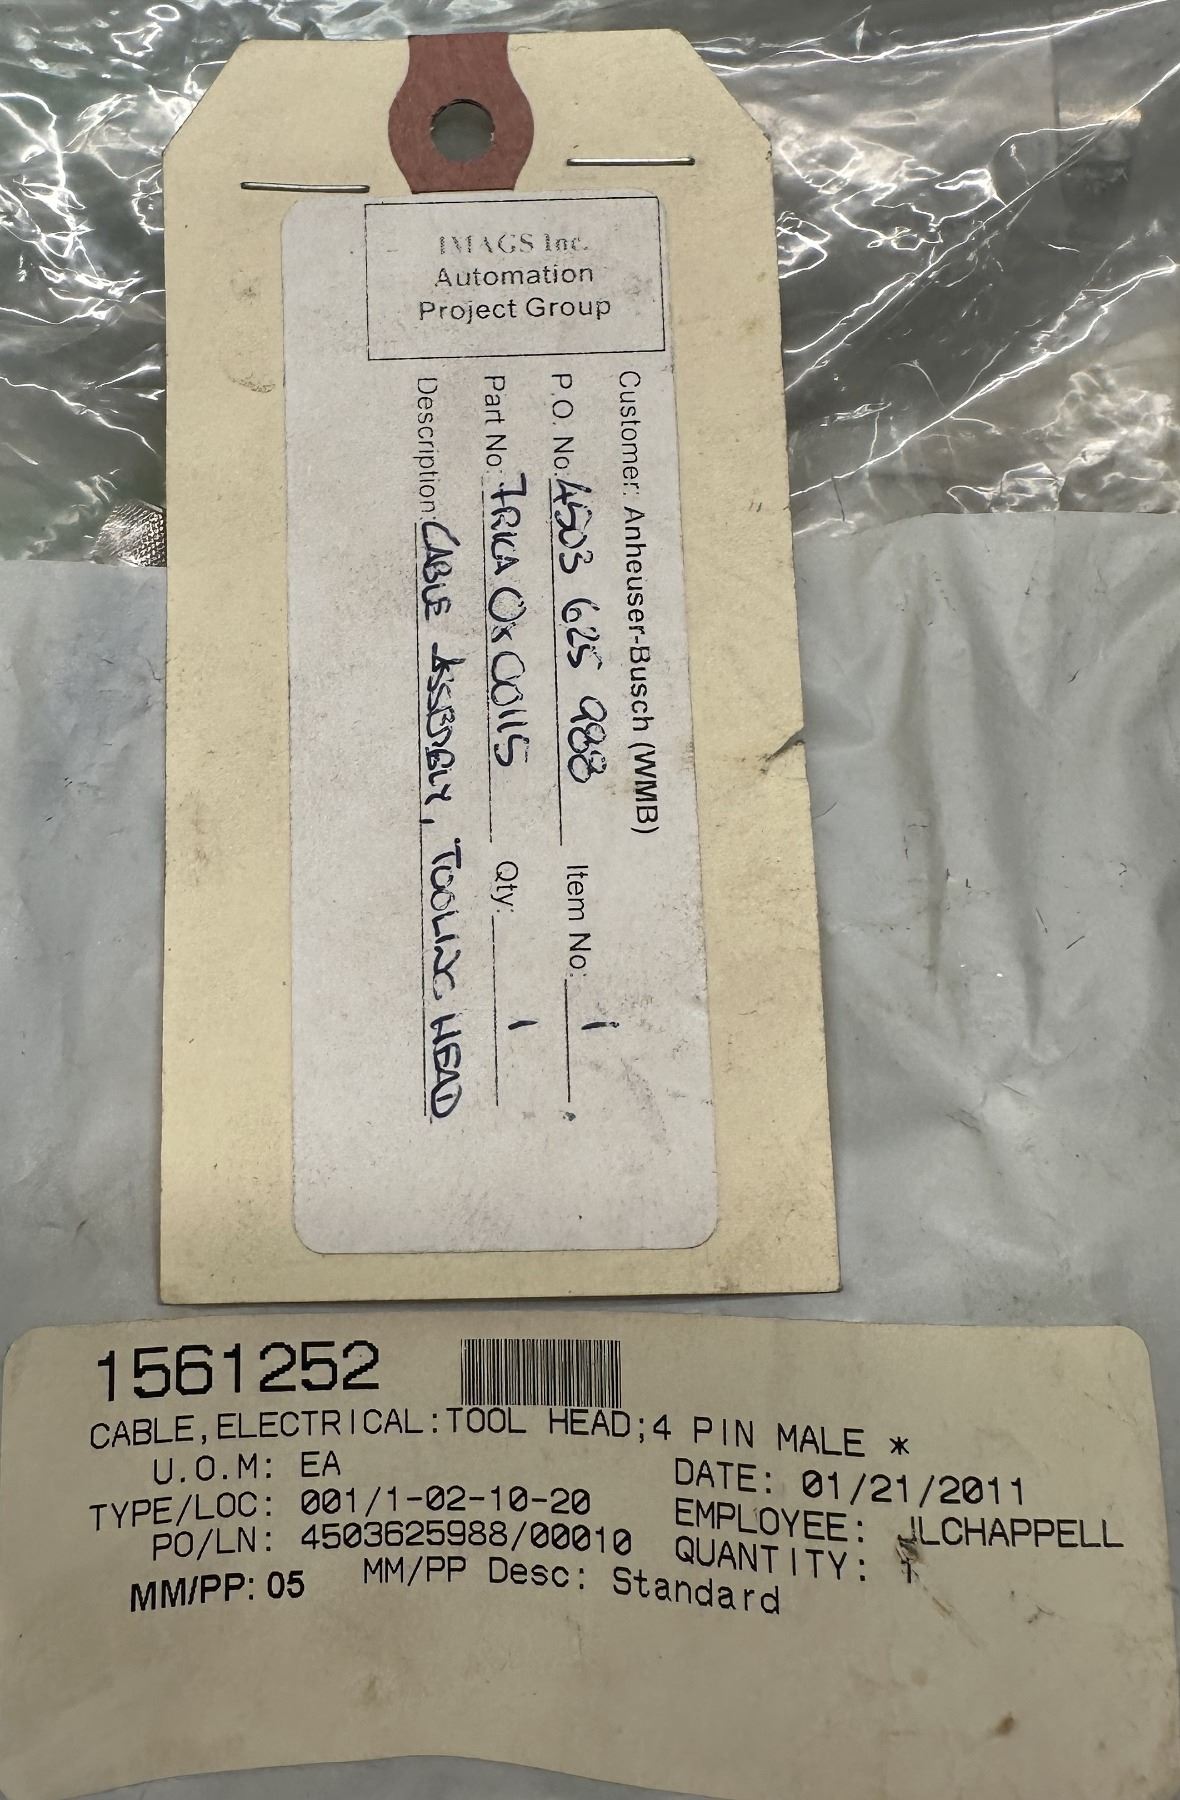 IMAGS Inc.
Automation
Project Group
Customer: Anheuser-Busch (WMB)
P.O. No: 4503 625 988 Item No: 1
Part No: 7RICA Ox COIIS Qty: 1
Description: CABLE ASSEMBLY, TOOLING HEAD
1561252
CABLE,ELECTRICAL:TOOL HEAD;4 PIN MALE *
U.O.M: EA DATE: 01/21/2011
TYPE/LOC: 001/1-02-10-20 EMPLOYEE: JLCHAPPELL
PO/LN: 4503625988/00010 QUANTITY: 1
MM/PP: 05 MM/PP Desc: Standard